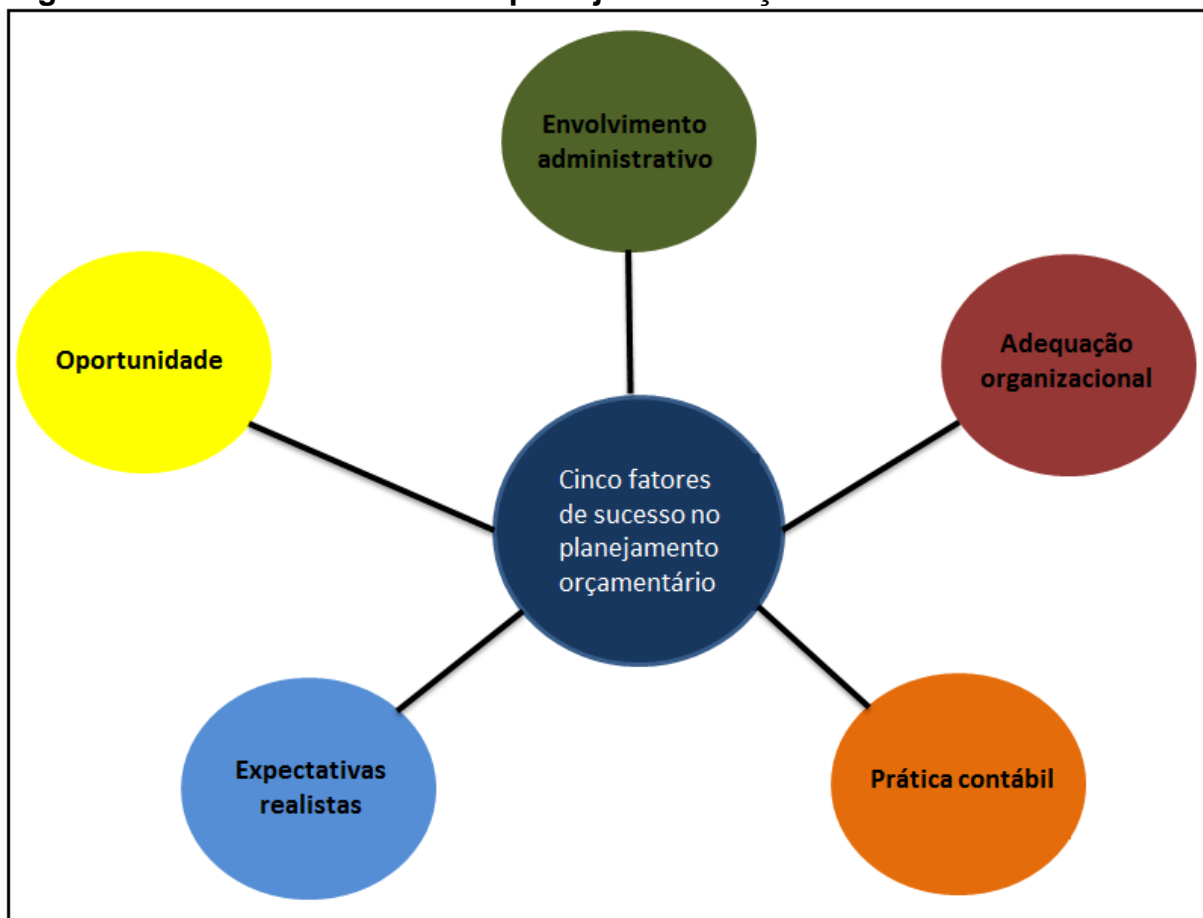 Envolvimento
administrativo
Oportunidade
Adequação
organizacional
Cinco fatores
de sucesso no
planejamento
orçamentário
Expectativas
realistas
Prática contábil